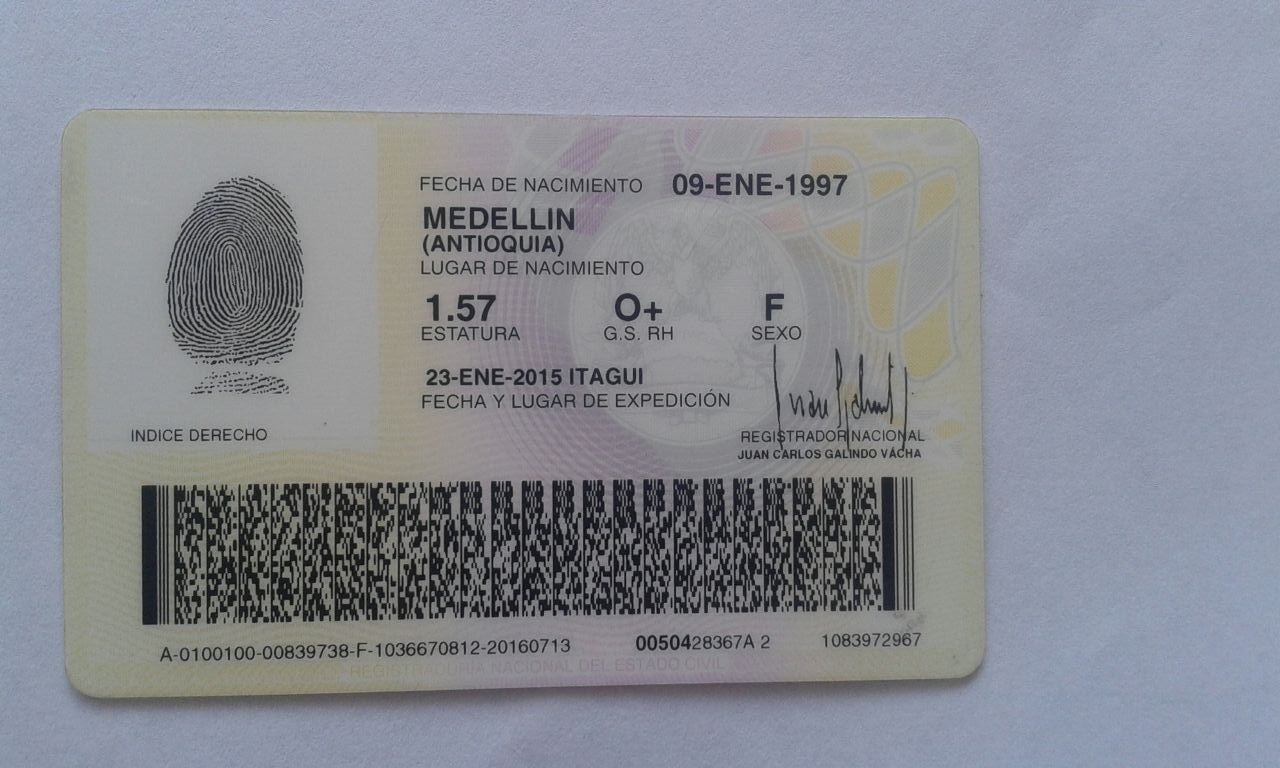 FECHA DE NACIMIENTO 09-ENE-1997
MEDELLIN
(ANTIOQUIA)
LUGAR DE NACIMIENTO
1.57 O+ F
ESTATURA G.S. RH SEXO
23-ENE-2015 ITAGUI
FECHA Y LUGAR DE EXPEDICIÓN
INDICE DERECHO
REGISTRADOR NACIONAL
JUAN CARLOS GALINDO VÁCHA
A-0100100-00839738-F-1036670812-20160713 0050428367A 2 1083972967
REGISTRADURIA NACIONAL DEL ESTADO CIVIL